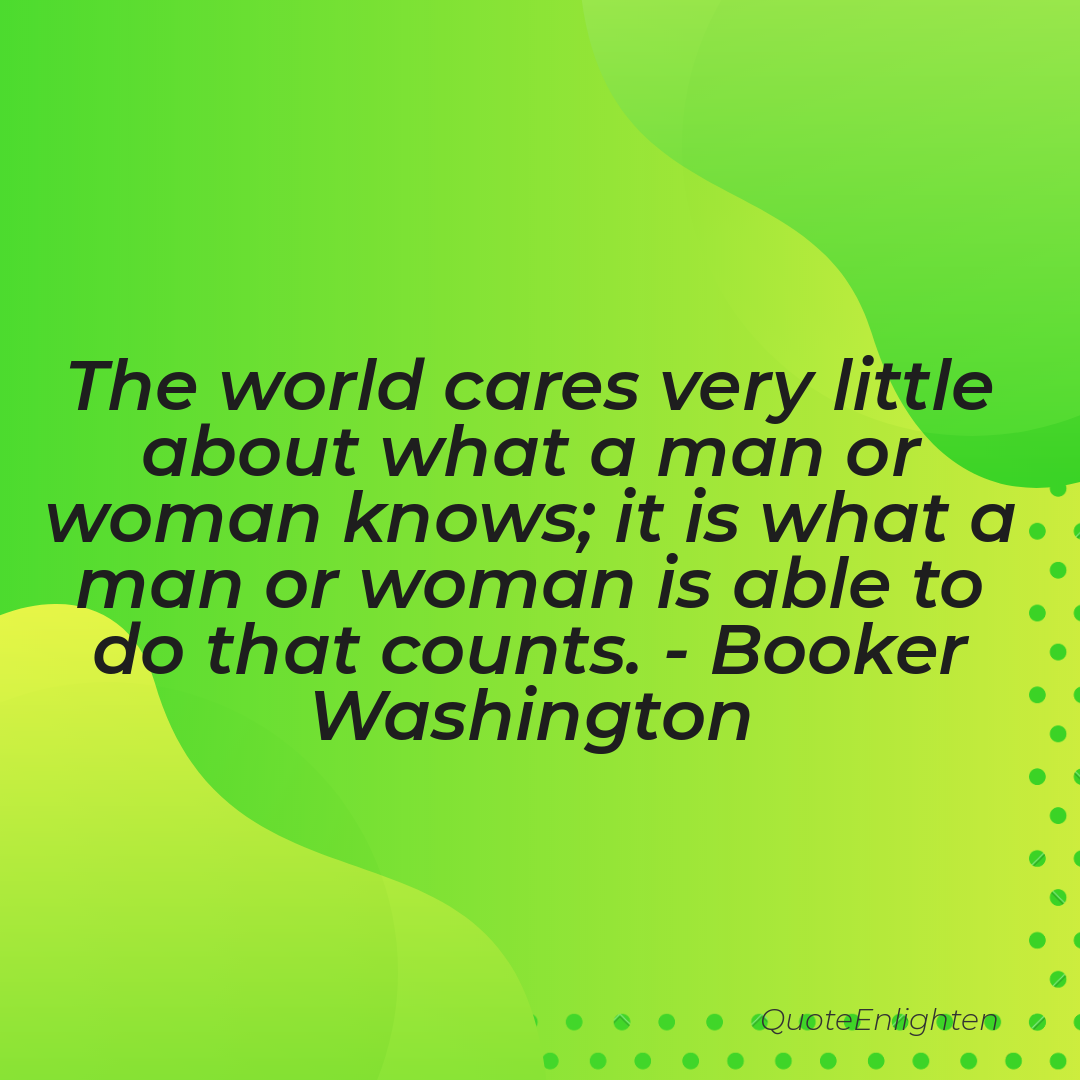 The world cares very little
about what a man or
woman knows; it is what a
man or woman is able to
do that counts. - Booker
Washington
QuoteEnlighten